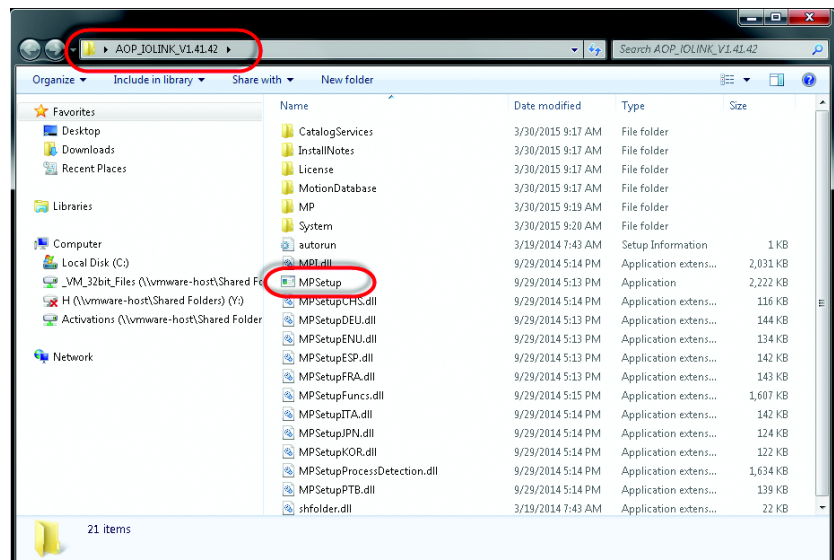 AOP_IOLINK_V1.41.42
Search AOP_IOLINK_V1.41.42
Organize Include in library Share with New folder
Favorites
Desktop
Downloads
Recent Places
Libraries
Computer
Local Disk (C:)
_VM_32bit_Files (\\vmware-host\Shared Fo
H (\\vmware-host\Shared Folders) (Y:)
Activations (\\vmware-host\Shared Folder
Network
Name Date modified Type Size
CatalogServices 3/30/2015 9:17 AM File folder
InstallNotes 3/30/2015 9:17 AM File folder
License 3/30/2015 9:17 AM File folder
MotionDatabase 3/30/2015 9:17 AM File folder
MP 3/30/2015 9:19 AM File folder
System 3/30/2015 9:20 AM File folder
autorun 3/19/2014 7:43 AM Setup Information 1 KB
MPI.dll 9/29/2014 5:14 PM Application extens... 2,031 KB
MPSetup 9/29/2014 5:13 PM Application 2,222 KB
MPSetupCHS.dll 9/29/2014 5:14 PM Application extens... 116 KB
MPSetupDEU.dll 9/29/2014 5:13 PM Application extens... 144 KB
MPSetupENU.dll 9/29/2014 5:13 PM Application extens... 134 KB
MPSetupESP.dll 9/29/2014 5:13 PM Application extens... 142 KB
MPSetupFRA.dll 9/29/2014 5:13 PM Application extens... 143 KB
MPSetupFuncs.dll 9/29/2014 5:15 PM Application extens... 1,607 KB
MPSetupITA.dll 9/29/2014 5:14 PM Application extens... 142 KB
MPSetupJPN.dll 9/29/2014 5:14 PM Application extens... 124 KB
MPSetupKOR.dll 9/29/2014 5:14 PM Application extens... 122 KB
MPSetupProcessDetection.dll 9/29/2014 5:14 PM Application extens... 1,634 KB
MPSetupPTB.dll 9/29/2014 5:14 PM Application extens... 139 KB
shfolder.dll 3/19/2014 7:43 AM Application extens... 22 KB
21 items